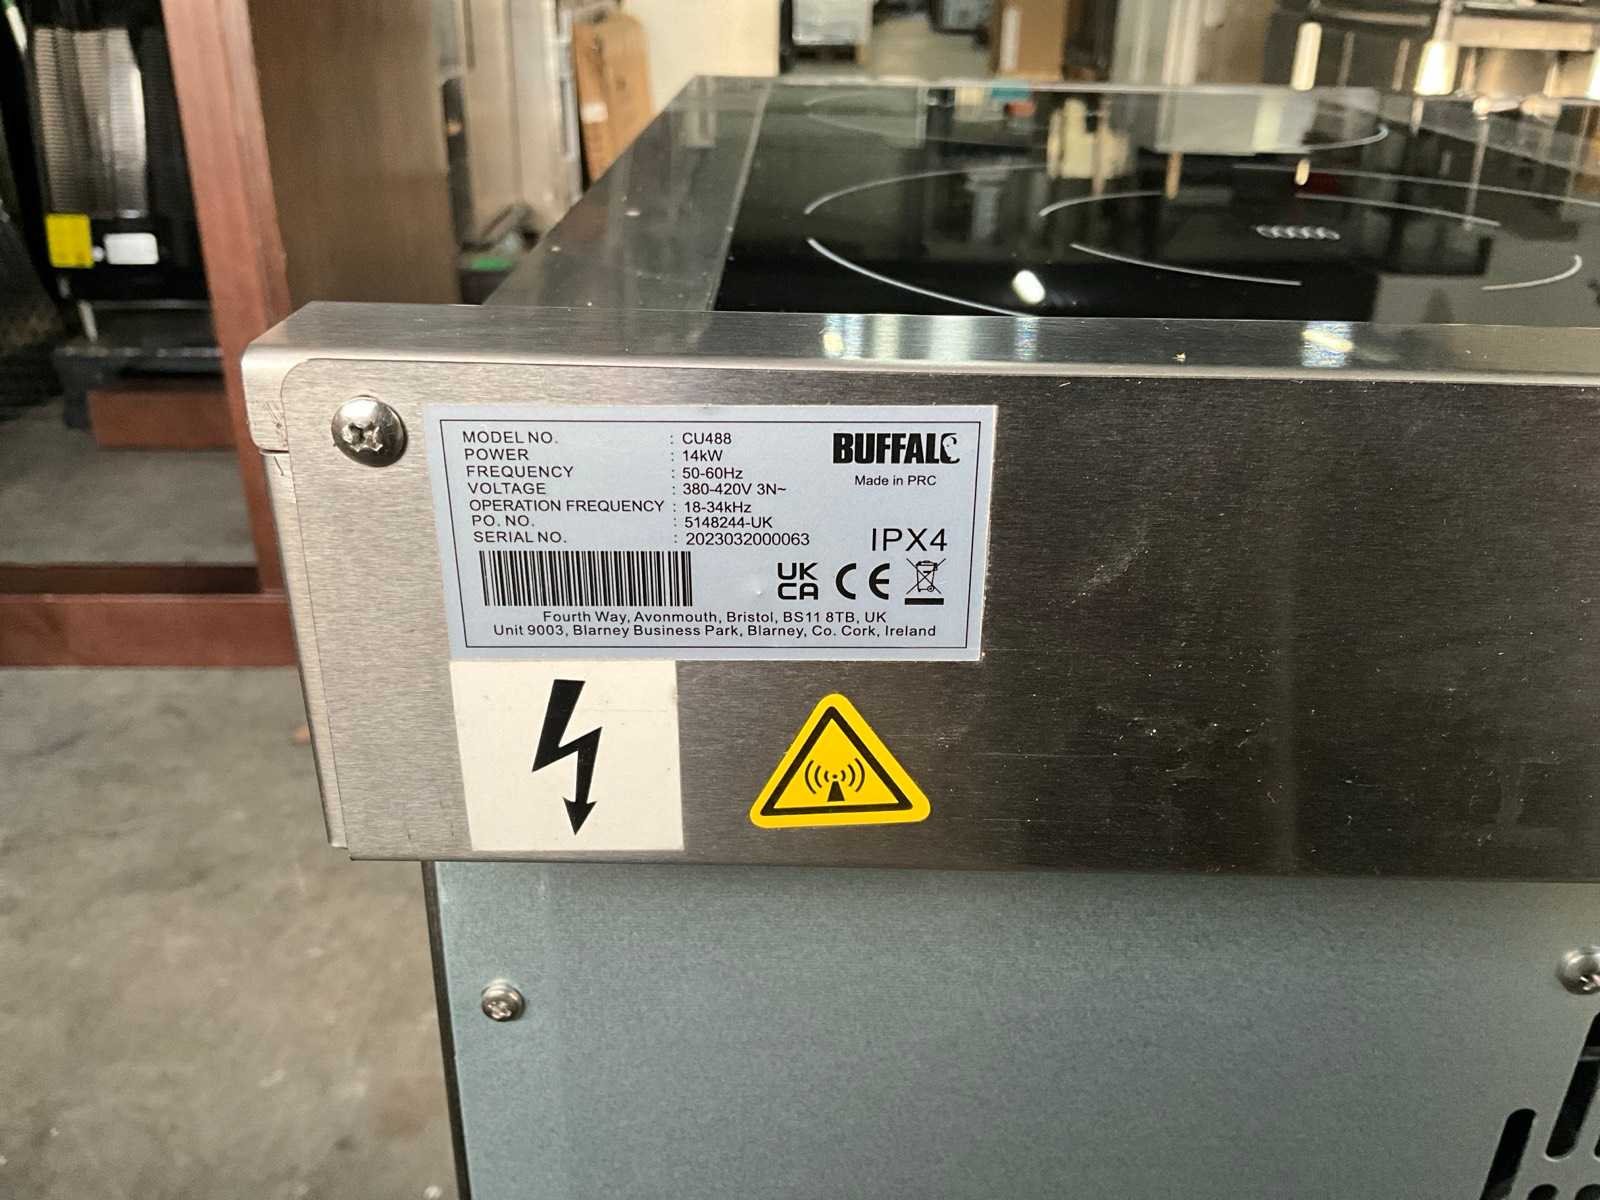 MODEL NO. : CU488
POWER : 14kW
FREQUENCY : 50-60Hz
VOLTAGE : 380-420V 3N~
OPERATION FREQUENCY : 18-34kHz
PO. NO. : 5148244-UK
SERIAL NO. : 2023032000063
BUFFALO
Made in PRC
IPX4
UK
CA
CE
Fourth Way, Avonmouth, Bristol, BS11 8TB, UK
Unit 9003, Blarney Business Park, Blarney, Co. Cork, Ireland